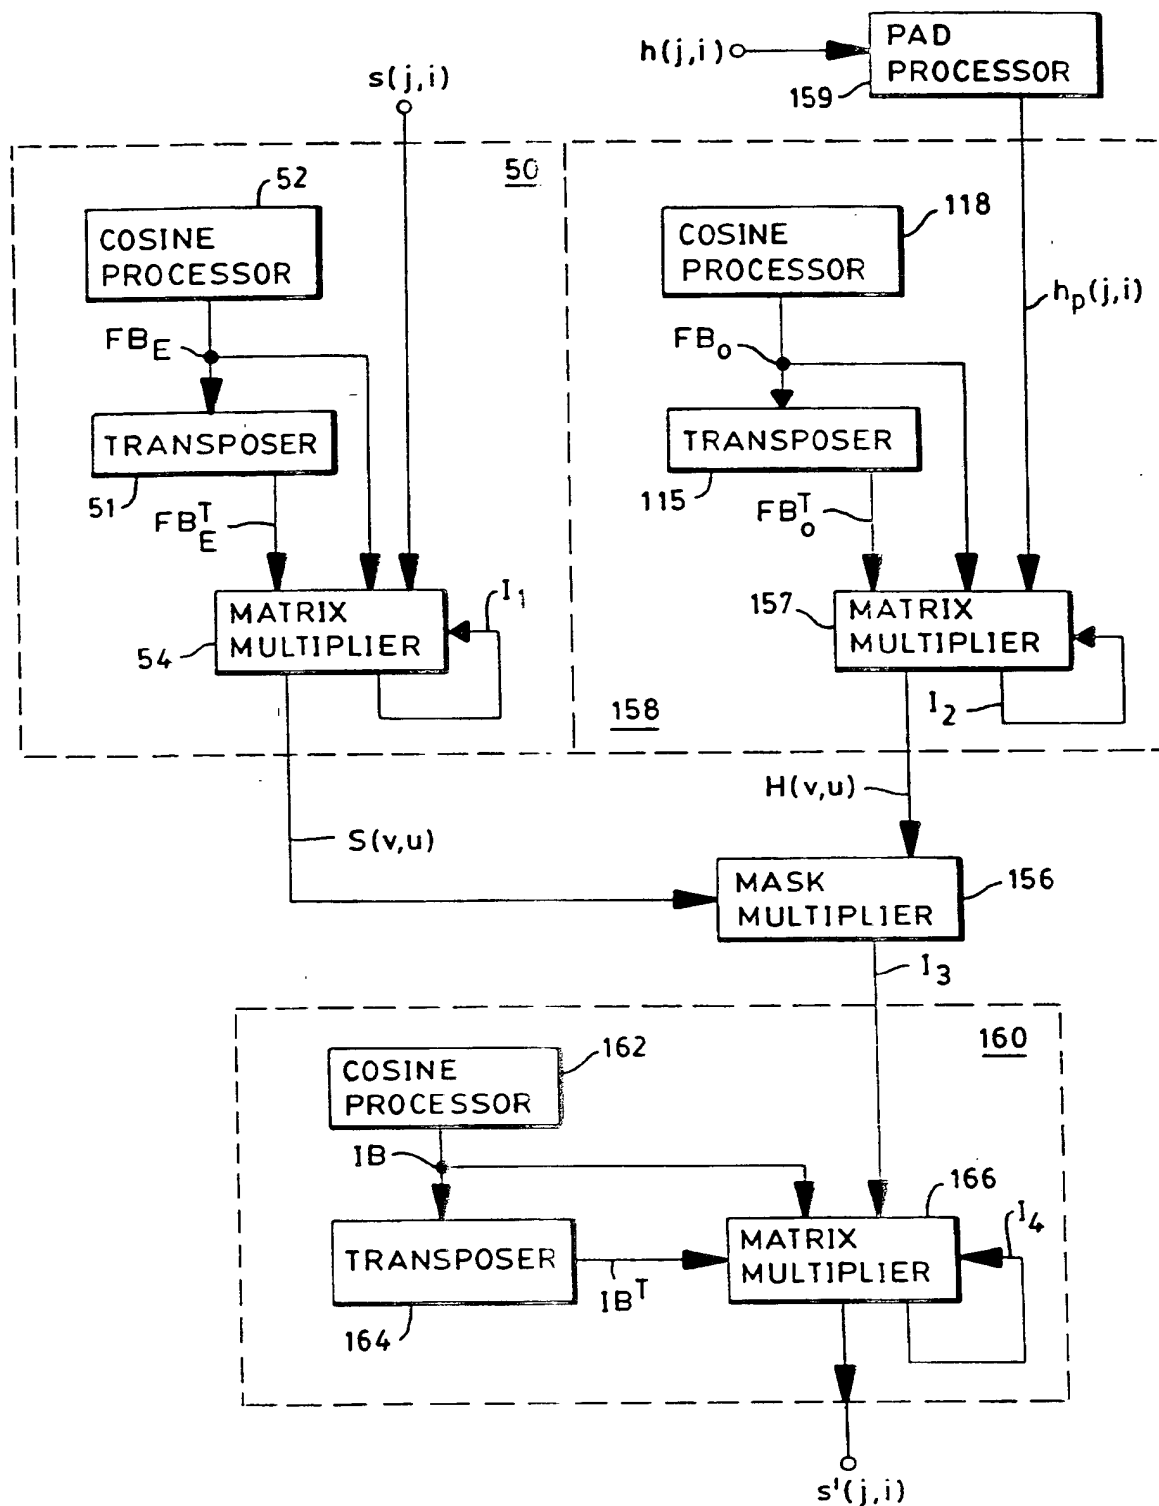 h(j,i)
PAD
PROCESSOR
159
s(j,i)
50
52
COSINE
PROCESSOR
FB_E
TRANSPOSER
51
FB_E^T
I_1
MATRIX
MULTIPLIER
54
118
COSINE
PROCESSOR
h_p(j,i)
FB_o
TRANSPOSER
115
FB_o^T
157
MATRIX
MULTIPLIER
I_2
158
H(v,u)
S(v,u)
MASK
MULTIPLIER
156
I_3
160
162
COSINE
PROCESSOR
IB
166
I_4
TRANSPOSER
MATRIX
MULTIPLIER
IB^T
164
s'(j,i)